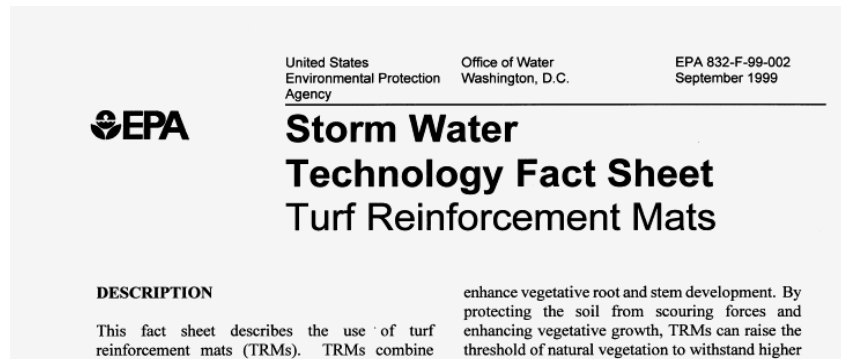 United States
Environmental Protection
Agency
Office of Water
Washington, D.C.
EPA 832-F-99-002
September 1999
EPA
Storm Water
Technology Fact Sheet
Turf Reinforcement Mats
DESCRIPTION
This fact sheet describes the use of turf
reinforcement mats (TRMs). TRMs combine
enhance vegetative root and stem development. By
protecting the soil from scouring forces and
enhancing vegetative growth, TRMs can raise the
threshold of natural vegetation to withstand higher